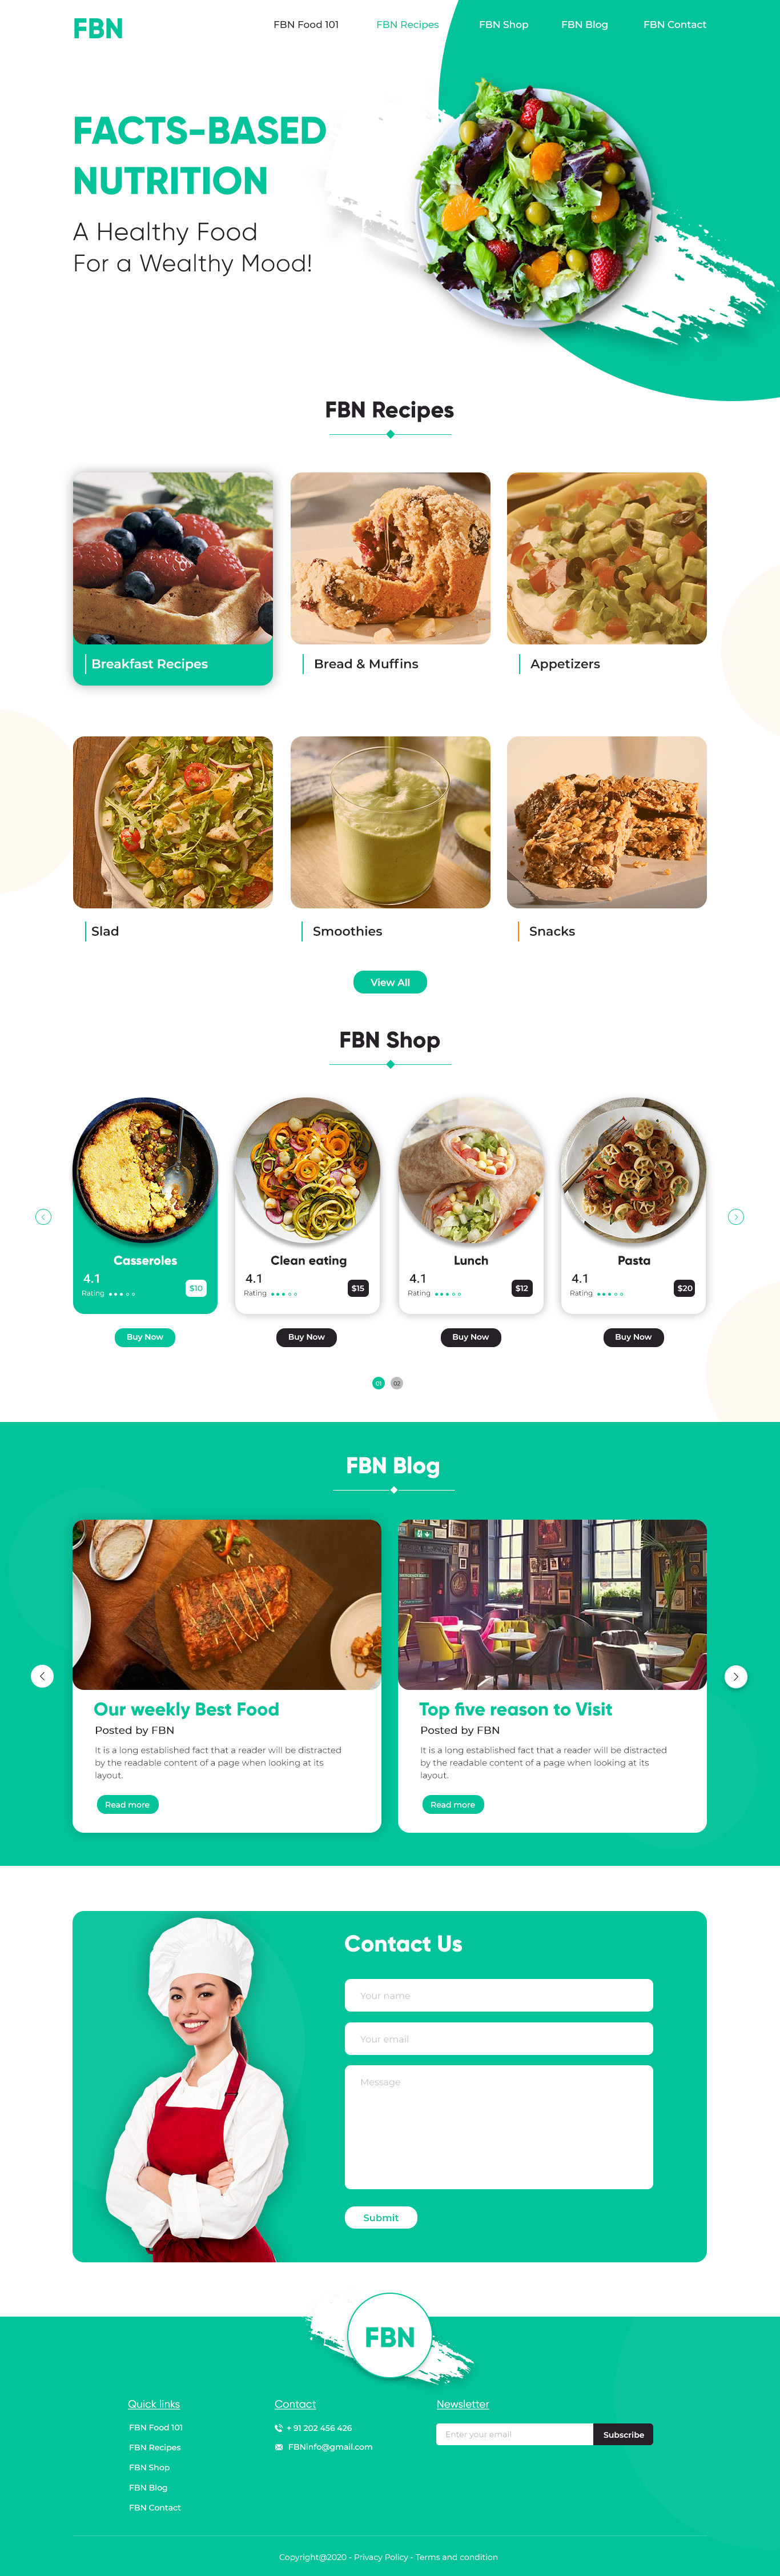 FBN
FBN Food 101
FBN Recipes
FBN Shop
FBN Blog
FBN Contact
FACTS-BASED
NUTRITION
A Healthy Food
For a Wealthy Mood!
FBN Recipes
Breakfast Recipes
Bread & Muffins
Appetizers
Slad
Smoothies
Snacks
View All
FBN Shop
Casseroles
4.1
Rating
$10
Buy Now
Clean eating
4.1
Rating
$15
Buy Now
Lunch
4.1
Rating
$12
Buy Now
Pasta
4.1
Rating
$20
Buy Now
01
02
FBN Blog
Our weekly Best Food
Posted by FBN
It is a long established fact that a reader will be distracted
by the readable content of a page when looking at its
layout.
Read more
Top five reason to Visit
Posted by FBN
It is a long established fact that a reader will be distracted
by the readable content of a page when looking at its
layout.
Read more
Contact Us
Your name
Your email
Message
Submit
FBN
Quick links
FBN Food 101
FBN Recipes
FBN Shop
FBN Blog
FBN Contact
Contact
+ 91 202 456 426
FBNinfo@gmail.com
Newsletter
Enter your email
Subscribe
Copyright@2020 - Privacy Policy - Terms and condition